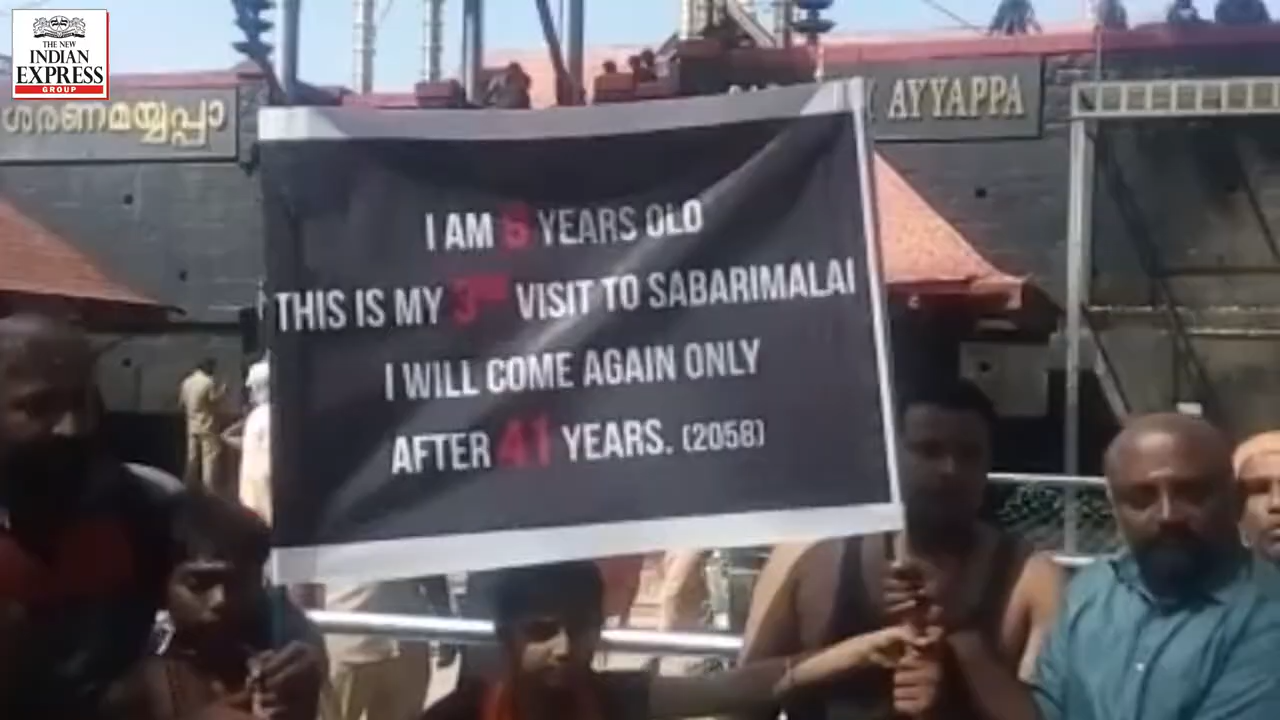 THE NEW
INDIAN
EXPRESS
GROUP
ശരണമയ്യപ്പാ
AYYAPPA
I AM YEARS OLD
THIS IS MY 3RD VISIT TO SABARIMALAI
I WILL COME AGAIN ONLY
AFTER 41 YEARS. (2058)